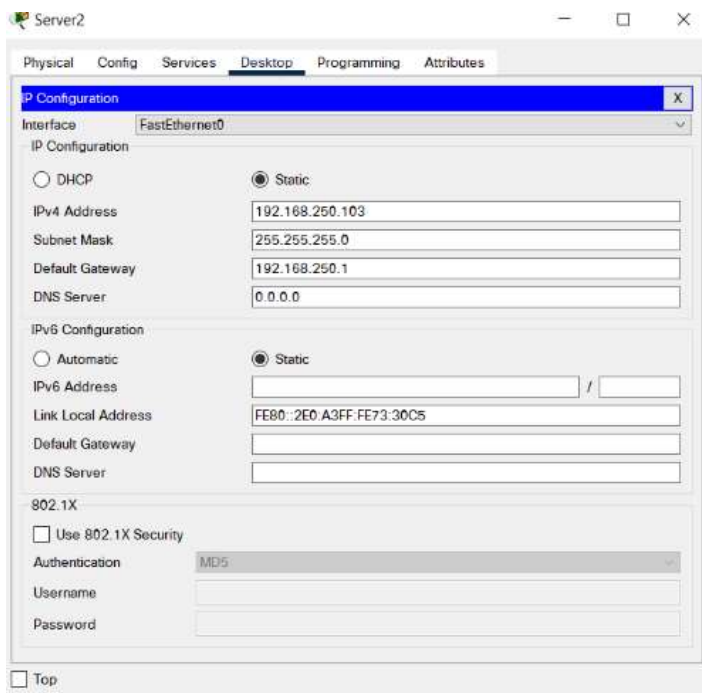 Server2
Physical Config Services Desktop Programming Attributes
IP Configuration X
Interface FastEthernet0
IP Configuration
DHCP Static
IPv4 Address 192.168.250.103
Subnet Mask 255.255.255.0
Default Gateway 192.168.250.1
DNS Server 0.0.0.0
IPv6 Configuration
Automatic Static
IPv6 Address /
Link Local Address FE80::2E0:A3FF:FE73:30C5
Default Gateway
DNS Server
802.1X
Use 802.1X Security
Authentication MD5
Username
Password
Top